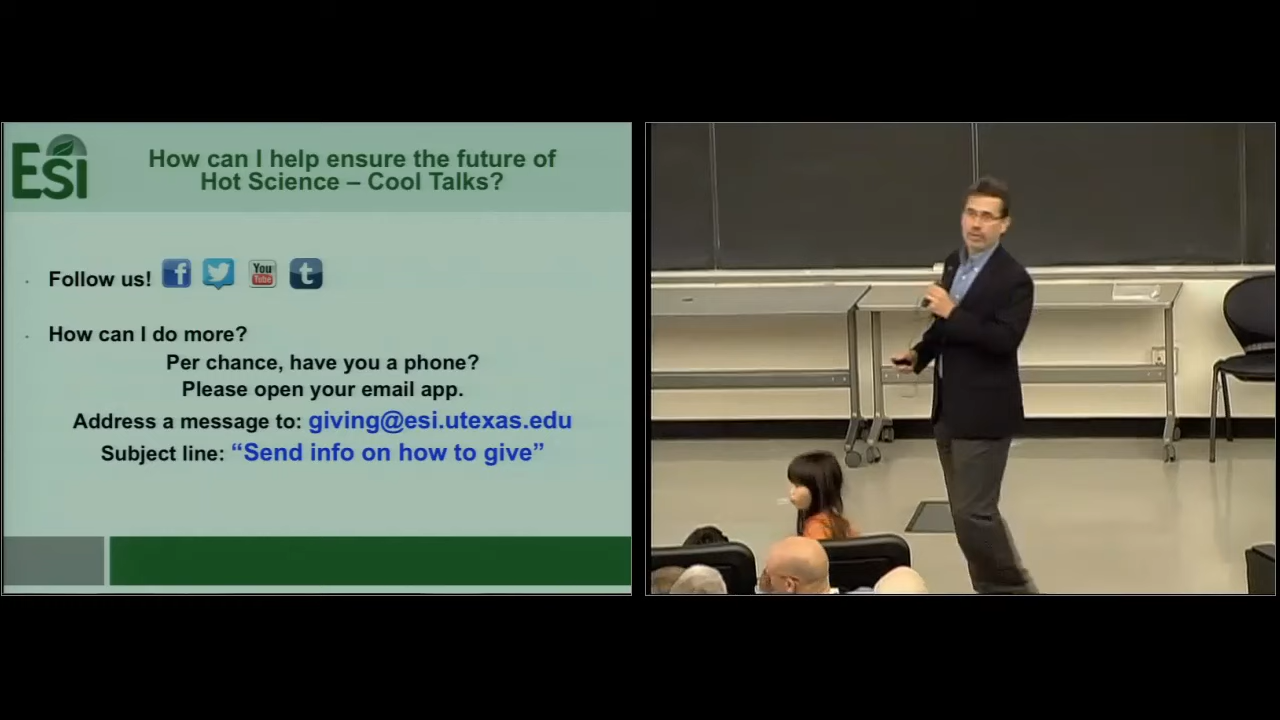 ESI
How can I help ensure the future of
Hot Science – Cool Talks?
Follow us! f You Tube t
How can I do more?
Per chance, have you a phone?
Please open your email app.
Address a message to: giving@esi.utexas.edu
Subject line: “Send info on how to give”